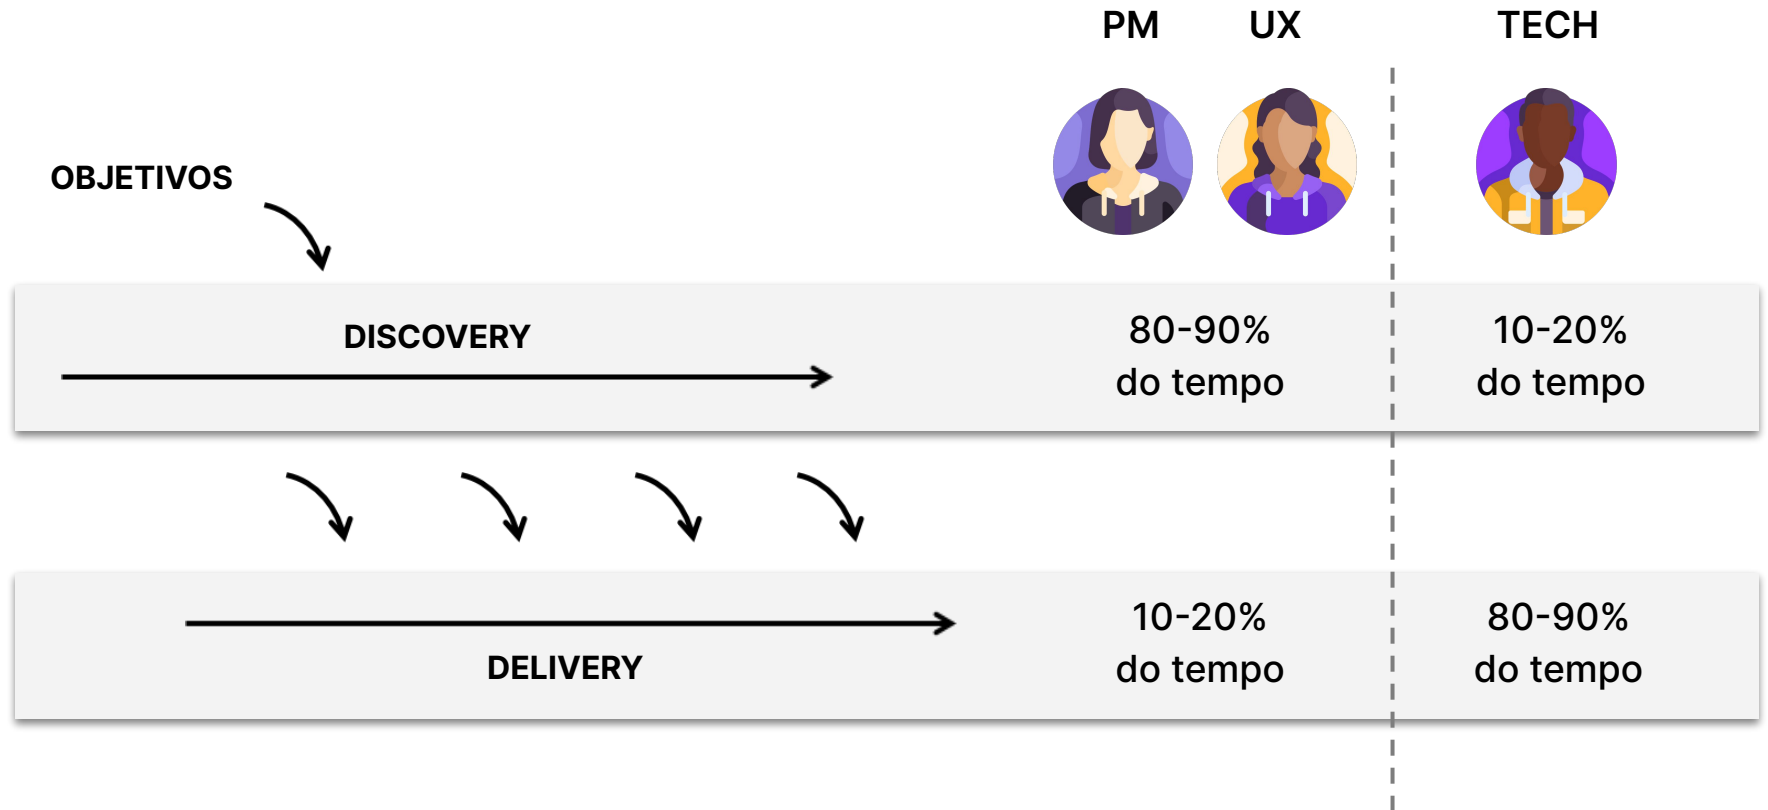 PM
UX
TECH
OBJETIVOS
DISCOVERY
80-90%
do tempo
10-20%
do tempo
DELIVERY
10-20%
do tempo
80-90%
do tempo